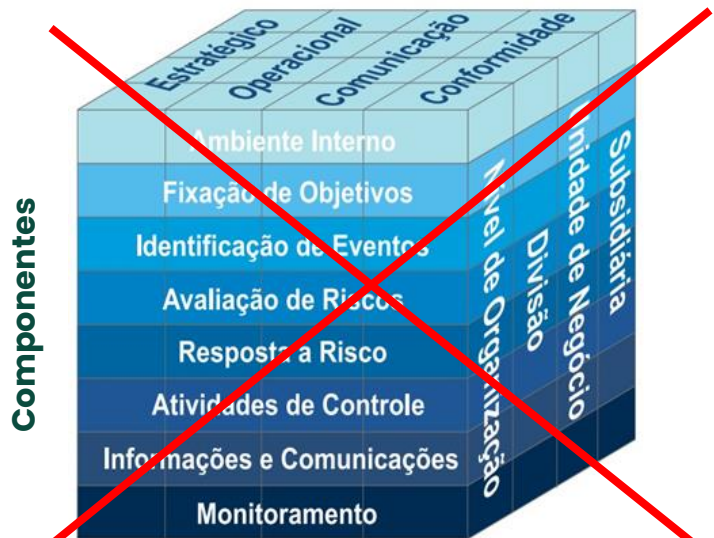 Estratégico
Operacional
Comunicação
Conformidade
Componentes
Ambiente Interno
Fixação de Objetivos
Identificação de Eventos
Avaliação de Riscos
Resposta a Risco
Atividades de Controle
Informações e Comunicações
Monitoramento
Nível de Organização
Divisão
Unidade de Negócio
Subsidiária